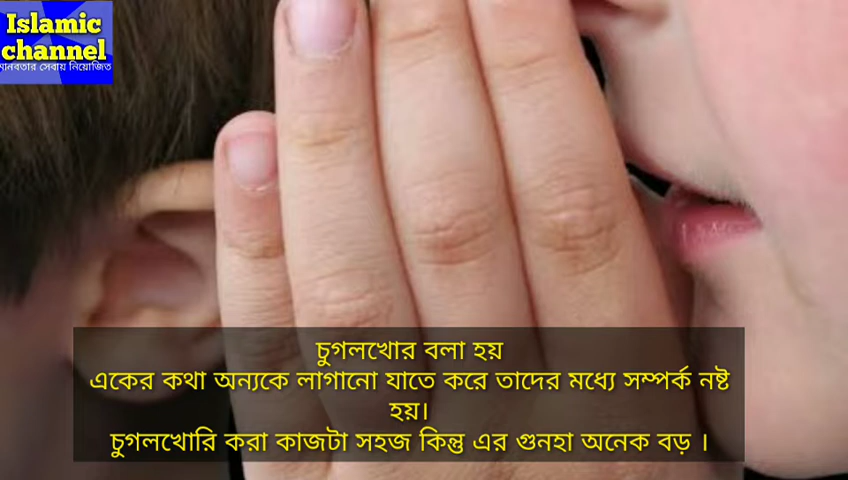 Islamic
channel
মানবতার সেবায় নিয়োজিত
চুগলখোর বলা হয়
একের কথা অন্যকে লাগানো যাতে করে তাদের মধ্যে সম্পর্ক নষ্ট
হয়।
চুগলখোরি করা কাজটা সহজ কিন্তু এর গুনহা অনেক বড় ।